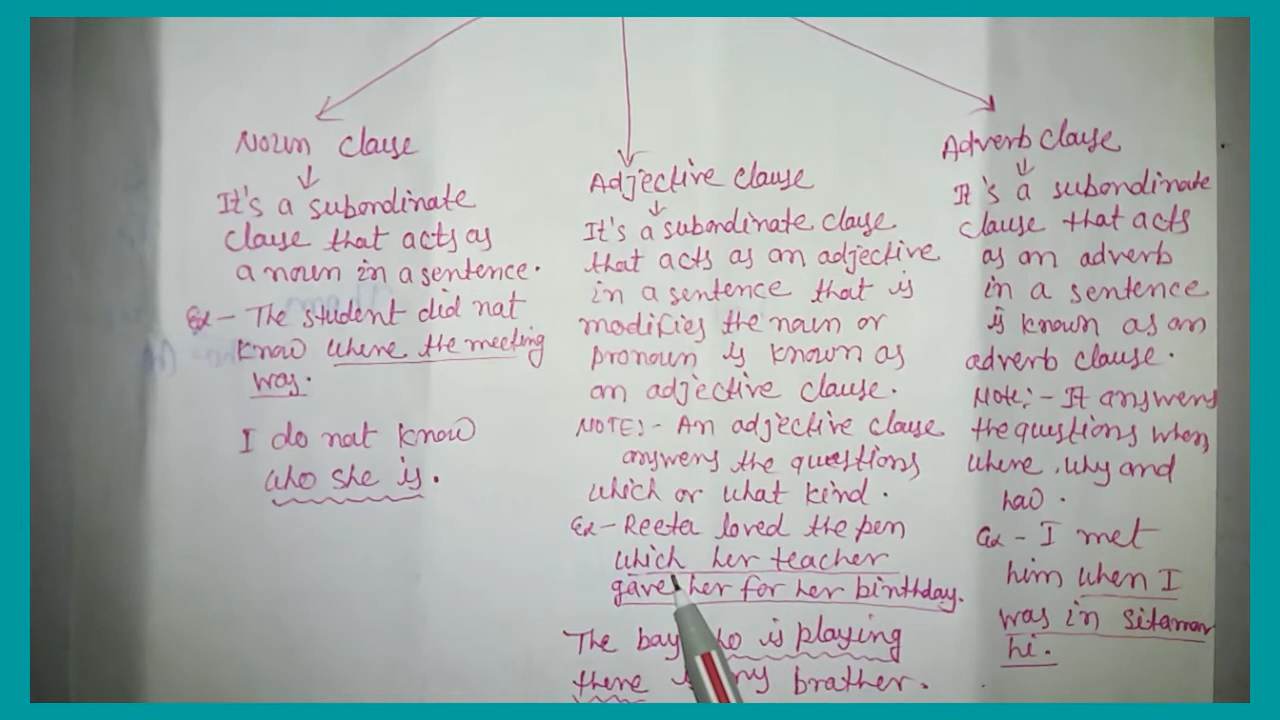 Noun clause
It's a subordinate
clause that acts as
a noun in a sentence.
Ex - The student did not
know where the meeting
was.
I do not know
who she is.
Adjective clause
It's a subordinate clause
that acts as an adjective
in a sentence that is
modifies the noun or
pronoun is known as
an adjective clause.
NOTE:- An adjective clause
answers the questions
which or what kind.
Ex - Reeta loved the pen
which her teacher
gave her for her birthday.
The boy who is playing
there is my brother.
Adverb clause
It's a subordinate
clause that acts
as an adverb
in a sentence
is known as an
adverb clause.
Note:- It answers
the questions when,
where, why and
how.
Ex - I met
him when I
was in sitamar
hi.